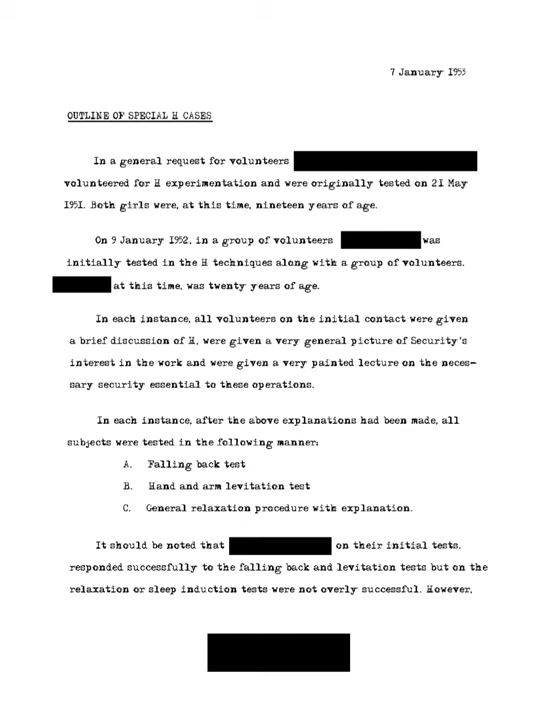 7 January I953
OUTLINE OF SPECIAL H CASES
In a general request for volunteers
volunteered for H experimentation and were originally tested on 2I May
I95I. Both girls were, at this time, nineteen years of age.
On 9 January I952, in a group of volunteers was
initially tested in the H techniques along with a group of volunteers.
at this time, was twenty years of age.
In each instance, all volunteers on the initial contact were given
a brief discussion of H, were given a very general picture of Security's
interest in the work and were given a very painted lecture on the neces-
sary security essential to these operations.
In each instance, after the above explanations had been made, all
subjects were tested in the following manner:
A. Falling back test
B. Hand and arm levitation test
C. General relaxation procedure with explanation.
It should be noted that on their initial tests.
responded successfully to the falling back and levitation tests but on the
relaxation or sleep induction tests were not overly successful. However,